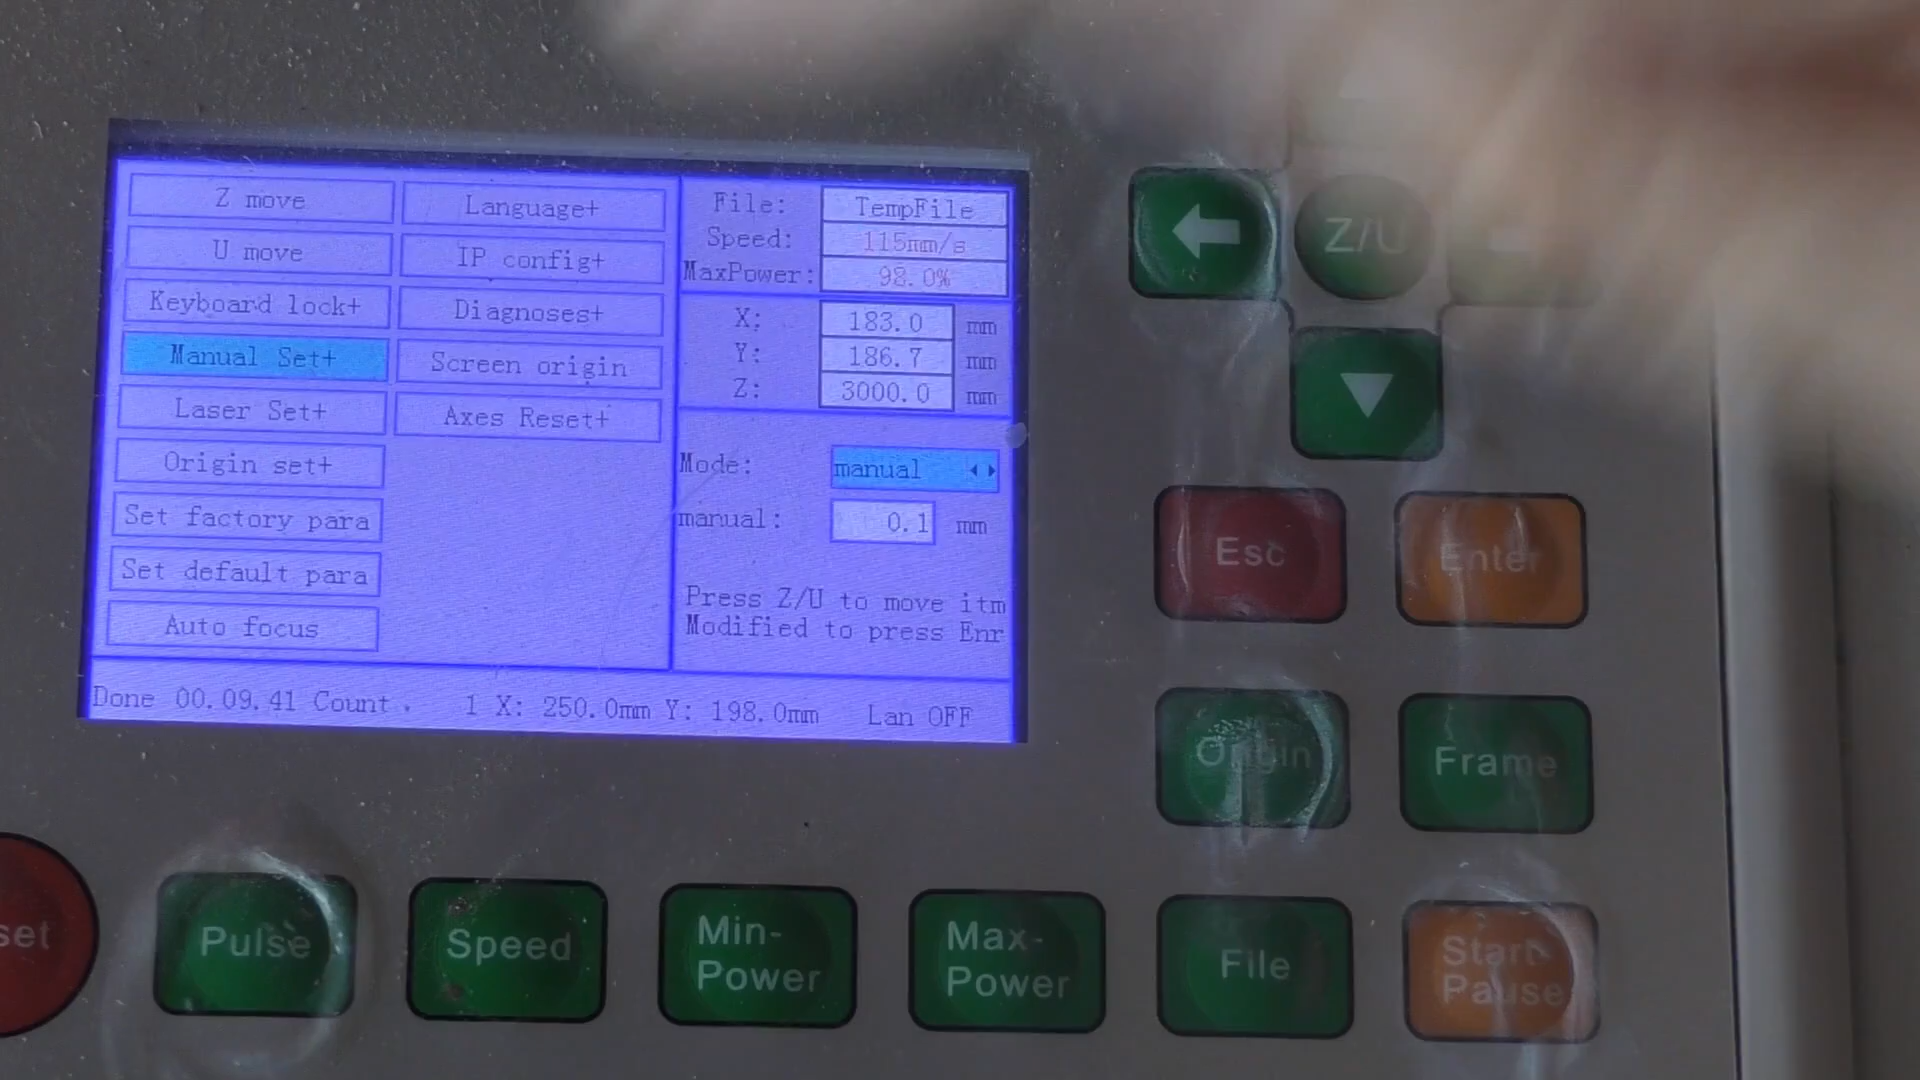 Z move
U move
Keyboard lock+
Manual Set+
Laser Set+
Origin set+
Set factory para
Set default para
Auto focus
Language+
IP config+
Diagnoses+
Screen origin
Axes Reset+
File: TempFile
Speed: 115mm/s
MaxPower: 98.0%
X: 183.0 mm
Y: 186.7 mm
Z: 3000.0 mm
Mode: manual
manual: 0.1 mm
Press Z/U to move itm
Modified to press Enr
Done 00.09.41 Count . 1 X: 250.0mm Y: 198.0mm Lan OFF
Z/U
Esc
Enter
Origin
Frame
set
Pulse
Speed
Min-
Power
Max-
Power
File
Start-
Pause